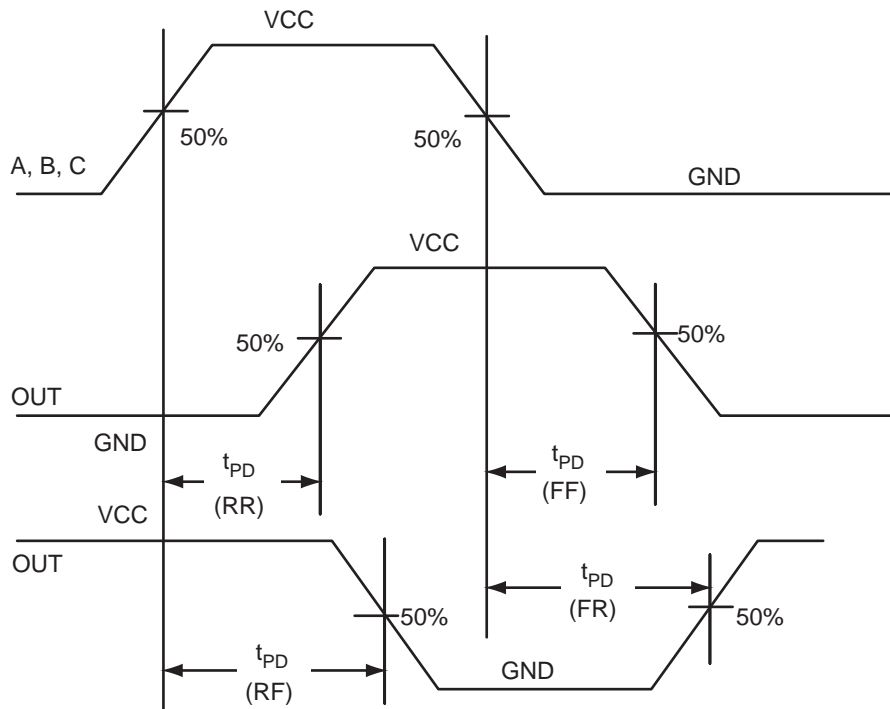 VCC
50%
50%
A, B, C
GND
VCC
50%
50%
OUT
GND
tPD
(RR)
tPD
(FF)
VCC
OUT
tPD
(FR)
50%
50%
tPD
(RF)
GND